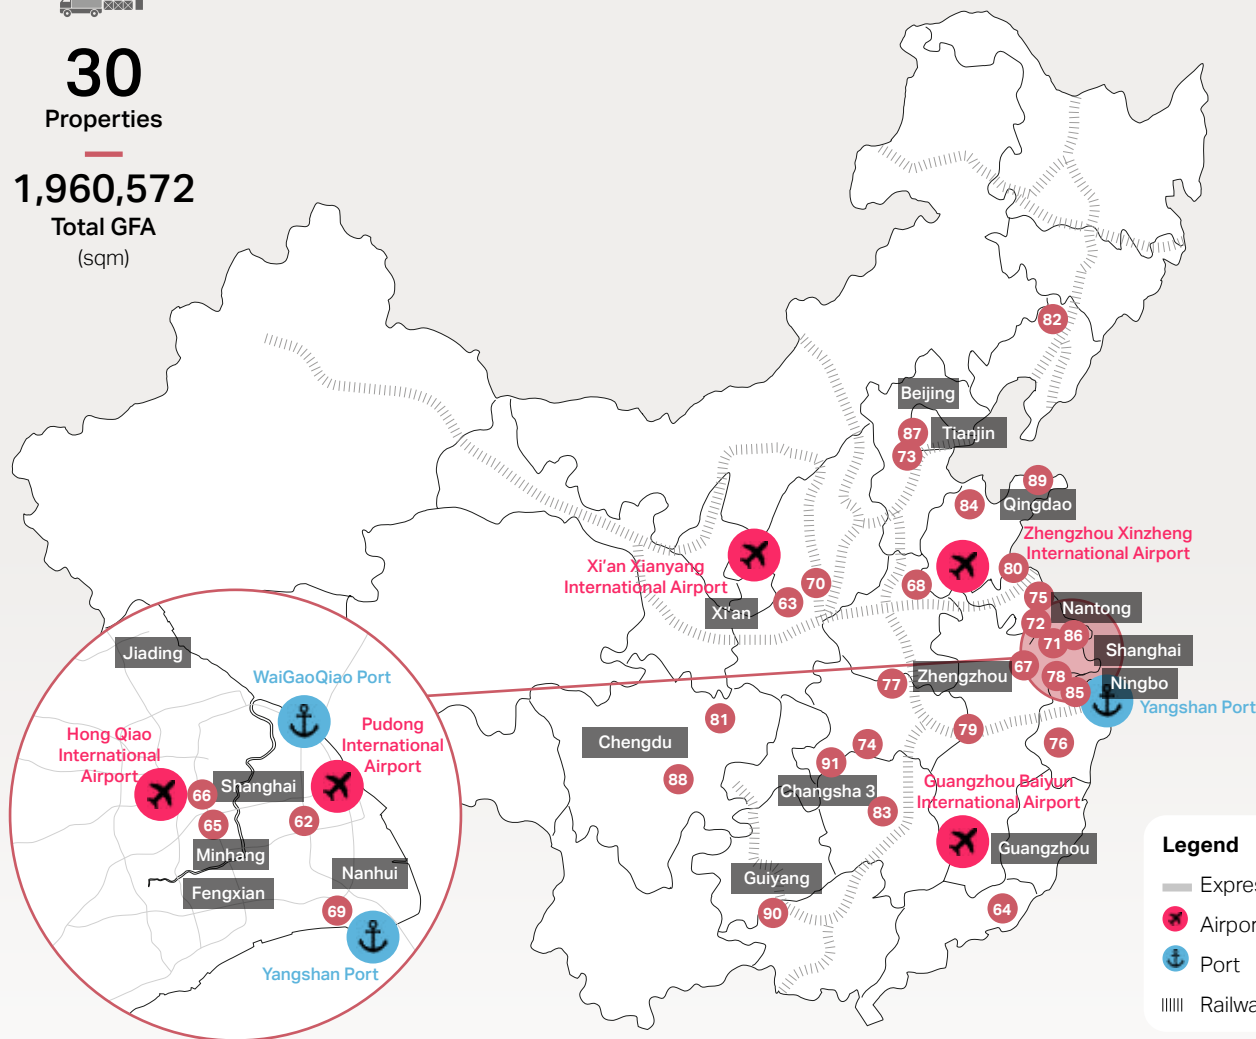 30
Properties
1,960,572
Total GFA
(sqm)
82
Beijing
87
Tianjin
73
89
84
Qingdao
Zhengzhou Xinzheng
International Airport
Xi'an Xianyang
International Airport
80
70
68
63
Xi'an
75
Nantong
72
71
86
Shanghai
67
Zhengzhou
78
Ningbo
85
77
Yangshan Port
81
79
Chengdu
74
76
91
88
Changsha 3
Guangzhou Baiyun
International Airport
83
Guangzhou
Guiyang
90
64
Jiading
WaiGaoQiao Port
Hong Qiao
International
Airport
Pudong
International
Airport
66
Shanghai
65
62
Minhang
Nanhui
Fengxian
69
Yangshan Port
Legend
Expres
Airpor
Port
Railwa